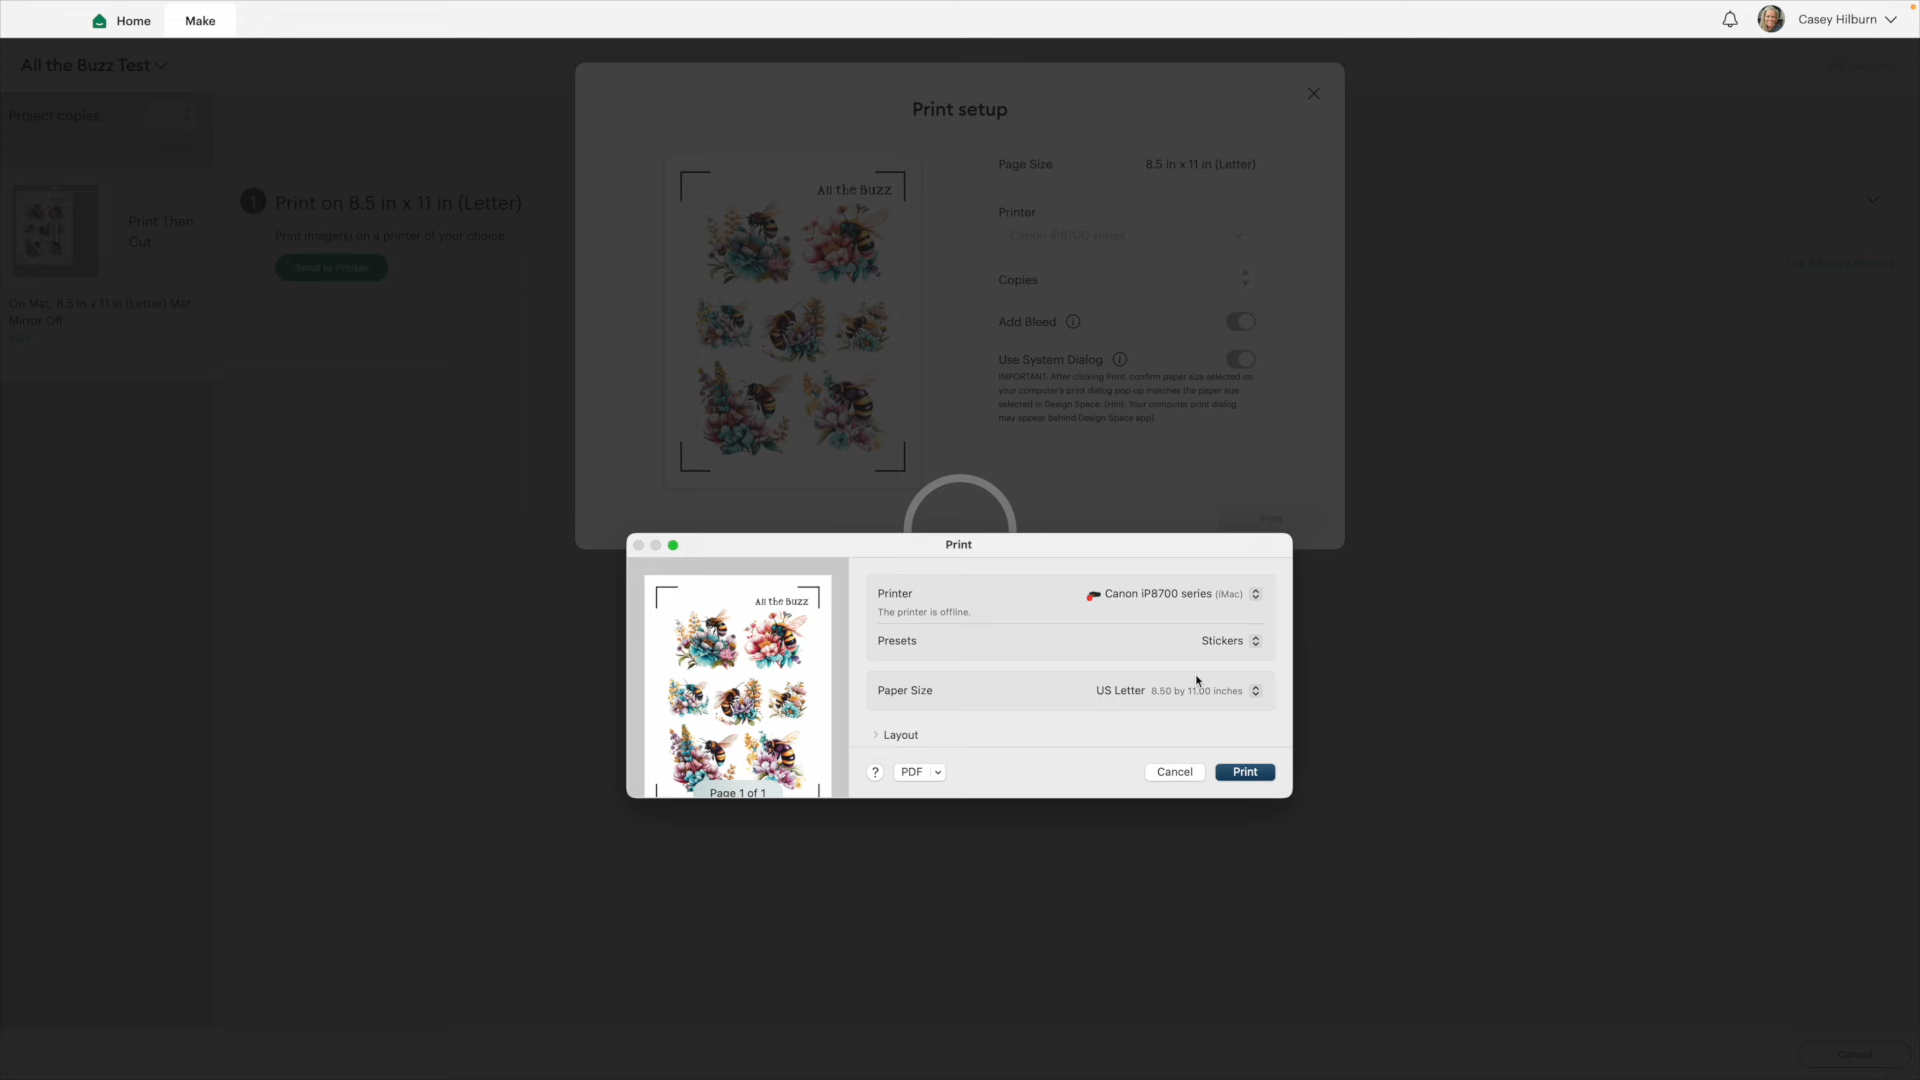 Home
Make
Casey Hilburn
All the Buzz Test
Project copies:
Print Then
Cut
On Mat, 8.5 in x 11 in (Letter) Mat,
Mirror Off
Edit
1
Print on 8.5 in x 11 in (Letter)
Print image(s) on a printer of your choice
Send to Printer
Print setup
All the Buzz
Page Size
8.5 in x 11 in (Letter)
Printer
Canon iP8700 series
Copies
Add Bleed
Use System Dialog
IMPORTANT: After clicking Print, confirm paper size selected on
your computer's print dialog pop-up matches the paper size
selected in Design Space. (Hint: Your computer print dialog
may appear behind Design Space app)
Print
Print
All the Buzz
Page 1 of 1
Printer
Canon iP8700 series (iMac)
The printer is offline.
Presets
Stickers
Paper Size
US Letter 8.50 by 11.00 inches
Layout
?
PDF
Cancel
Print
Cancel